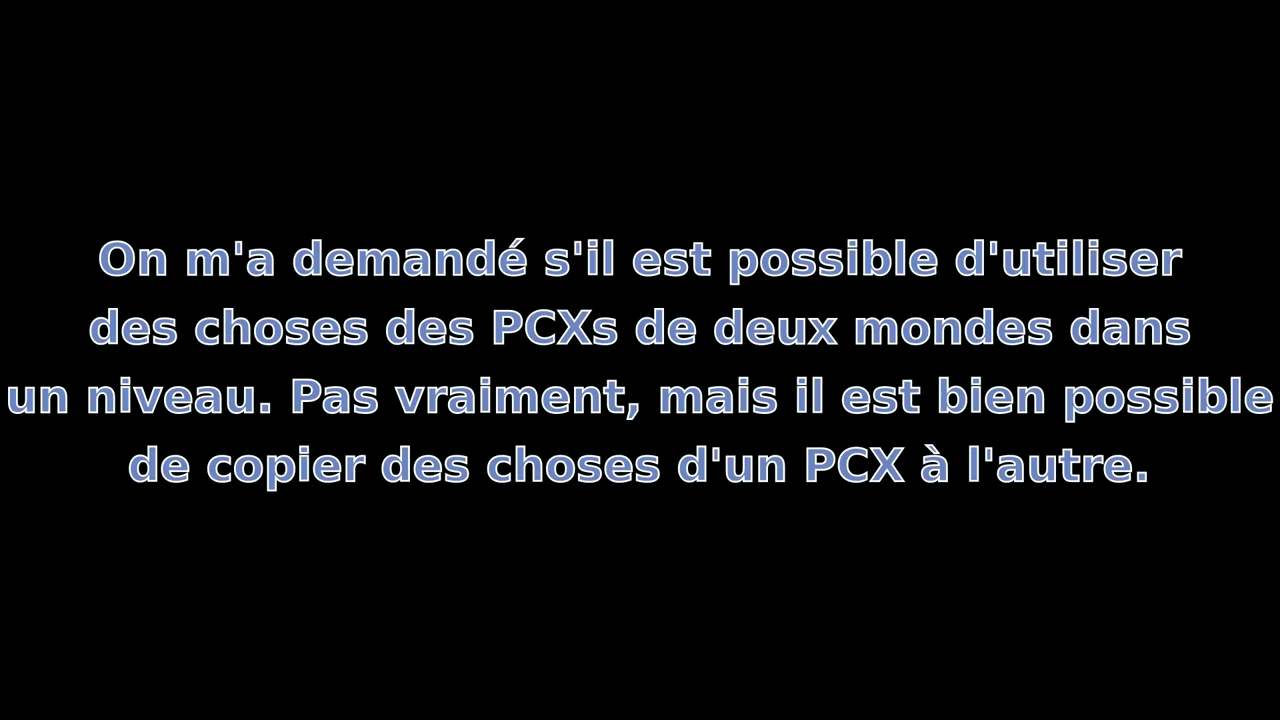 On m'a demandé s'il est possible d'utiliser
des choses des PCXs de deux mondes dans
un niveau. Pas vraiment, mais il est bien possible
de copier des choses d'un PCX à l'autre.